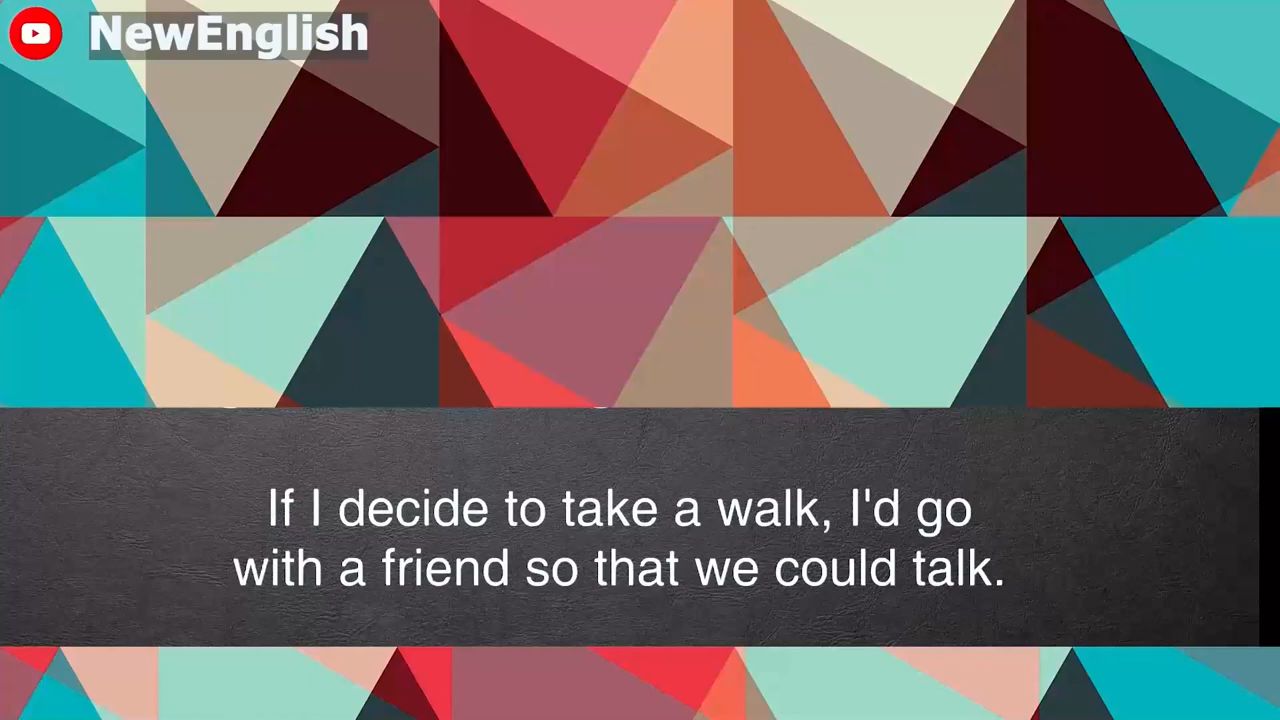 NewEnglish
If I decide to take a walk, I'd go
with a friend so that we could talk.